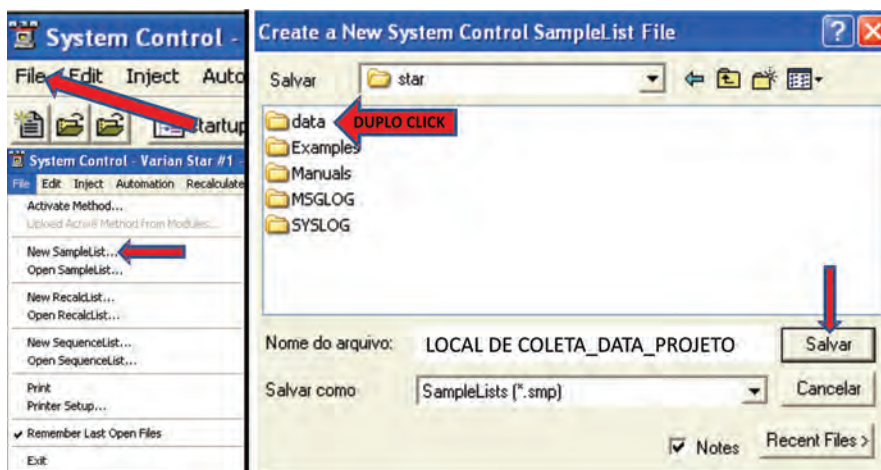 System Control -
File Edit Inject Auto
Startup
System Control - Varian Star #1 -
File Edit Inject Automation Recalculate
Activate Method...
Upload Active Method from Modules...
New SampleList...
Open SampleList...
New RecalcList...
Open RecalcList...
New SequenceList...
Open SequenceList...
Print
Printer Setup...
Remember Last Open Files
Exit
Create a New System Control SampleList File
Salvar star
data DUPLO CLICK
Examples
Manuals
MSGLOG
SYSLOG
Nome do arquivo: LOCAL DE COLETA_DATA_PROJETO Salvar
Salvar como SampleLists (*.smp) Cancelar
Notes Recent Files >